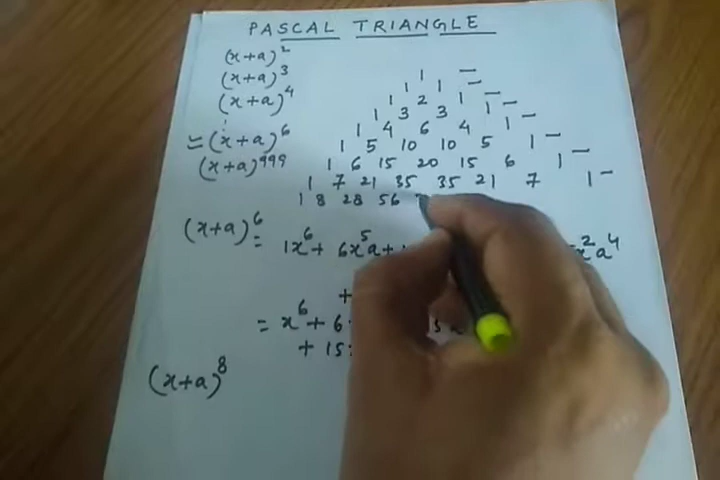 PASCAL TRIANGLE
(x+a)²
(x+a)³
(x+a)⁴
= (x+a)⁶
(x+a)⁹⁹⁹
1 –
1 1 –
1 2 1 –
1 3 3 1 –
1 4 6 4 1 –
1 5 10 10 5 1 –
1 6 15 20 15 6 1 –
1 7 21 35 35 21 7 1 –
1 8 28 56
(x+a)⁶ = 1x⁶ + 6x⁵a + x²a⁴
+
= x⁶ + 6
+ 15
(x+a)⁸